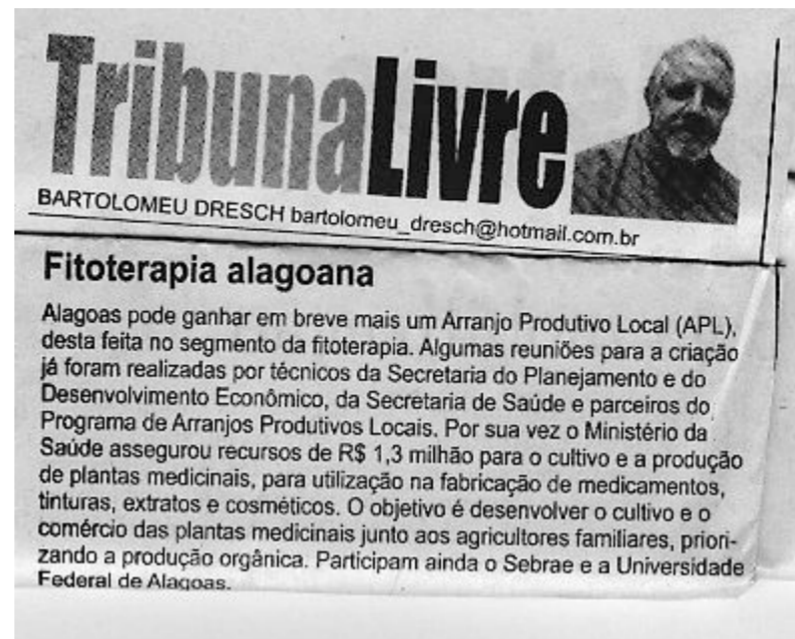 TribunaLivre
BARTOLOMEU DRESCH bartolomeu_dresch@hotmail.com.br
Fitoterapia alagoana
Alagoas pode ganhar em breve mais um Arranjo Produtivo Local (APL),
desta feita no segmento da fitoterapia. Algumas reuniões para a criação
já foram realizadas por técnicos da Secretaria do Planejamento e do
Desenvolvimento Econômico, da Secretaria de Saúde e parceiros do
Programa de Arranjos Produtivos Locais. Por sua vez o Ministério da
Saúde assegurou recursos de R$ 1,3 milhão para o cultivo e a produção
de plantas medicinais, para utilização na fabricação de medicamentos,
tinturas, extratos e cosméticos. O objetivo é desenvolver o cultivo e o
comércio das plantas medicinais junto aos agricultores familiares, priori-
zando a produção orgânica. Participam ainda o Sebrae e a Universidade
Federal de Alagoas.